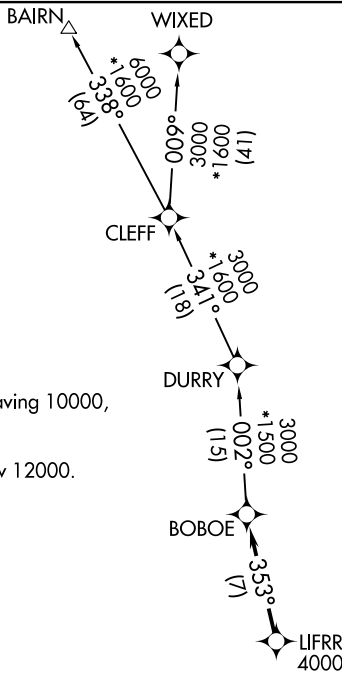 BAIRN
WIXED
6000
*1600
338°
(64)
009°
3000
*1600
(41)
CLEFF
3000
*1600
341°
(18)
DURRY
aving 10000,
3000
*1500
002°
(15)
w 12000.
BOBOE
353°
(7)
LIFRR
4000